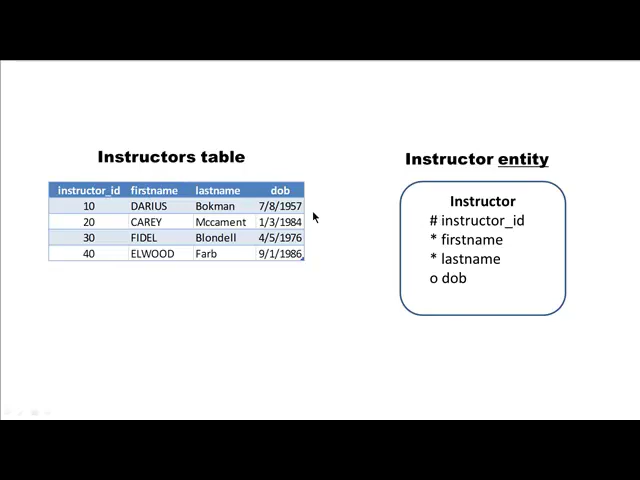 Instructors table
instructor_id firstname lastname dob
10 DARIUS Bokman 7/8/1957
20 CAREY Mccament 1/3/1984
30 FIDEL Blondell 4/5/1976
40 ELWOOD Farb 9/1/1986
Instructor entity
Instructor
# instructor_id
* firstname
* lastname
o dob